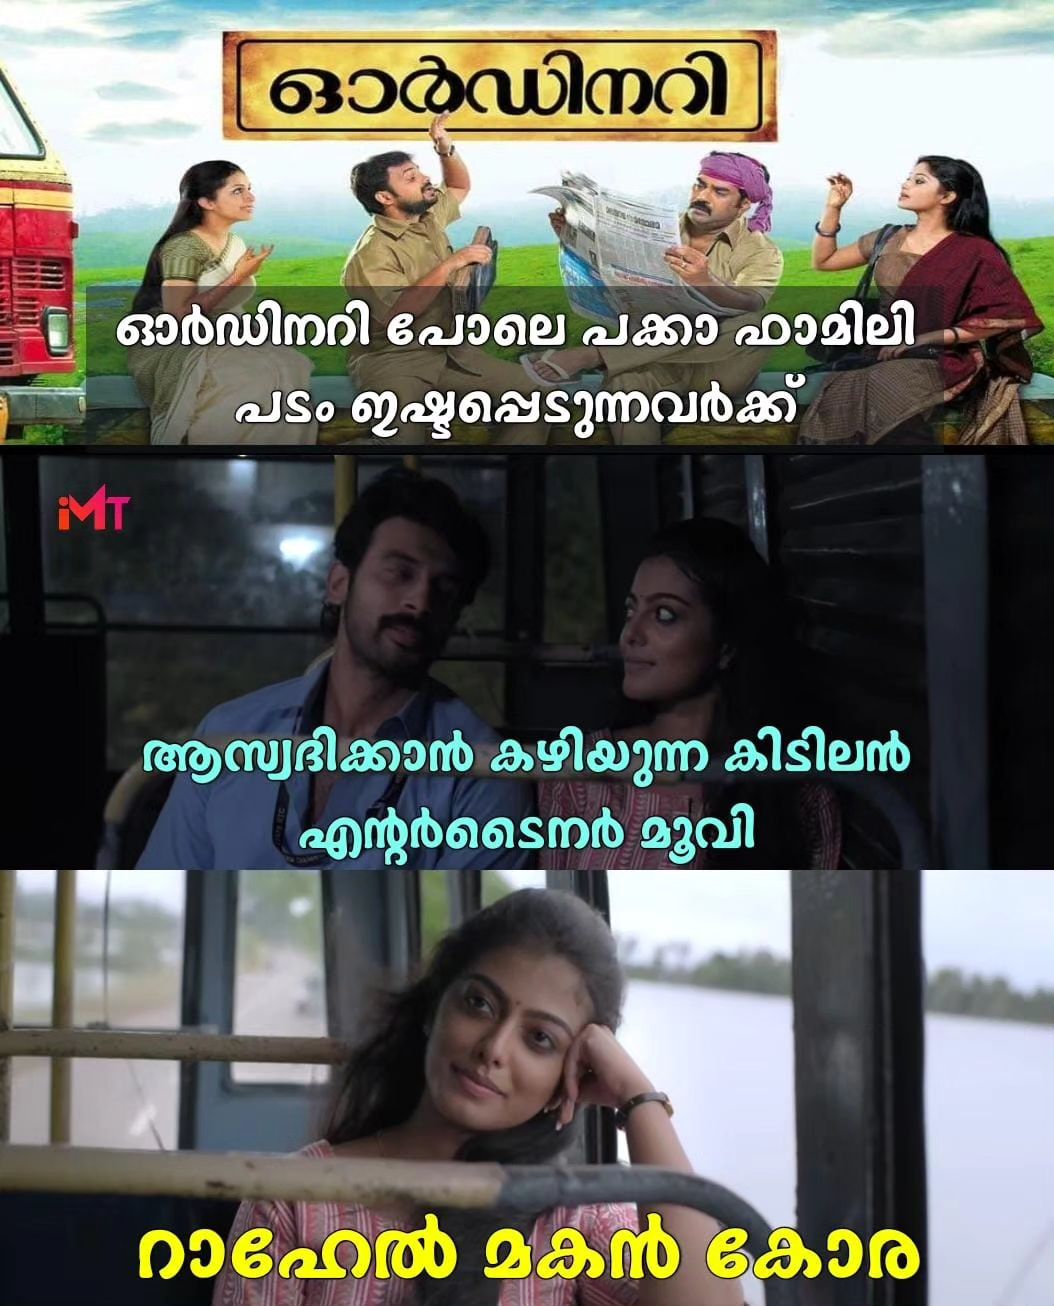 ഓർഡിനറി
ഓർഡിനറി പോലെ പക്കാ ഫാമിലി
പടം ഇഷ്ടപ്പെടുന്നവർക്ക്
iMT
ആസ്വദിക്കാൻ കഴിയുന്ന കിടിലൻ
എന്റർടൈനർ മൂവി
റാഹേൽ മകൻ കോര